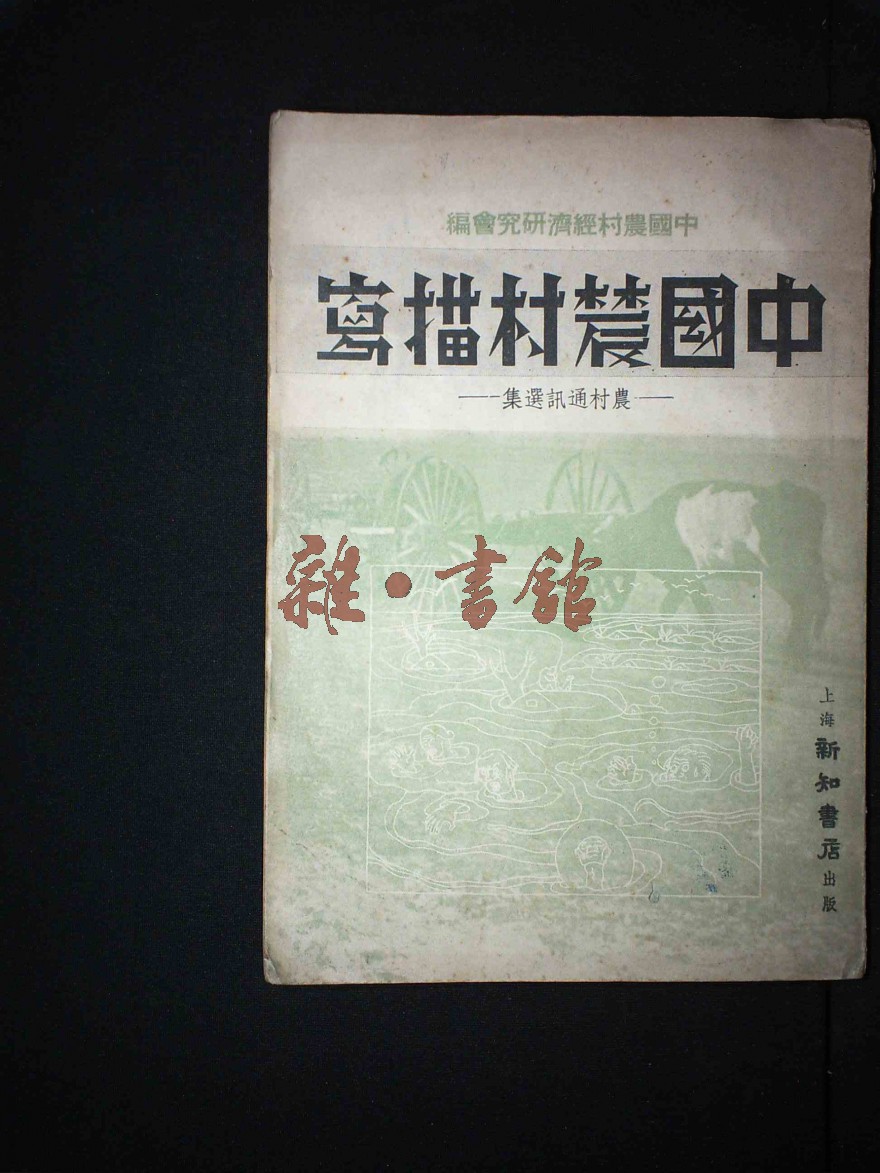 中國農村經濟研究會編
中國農村描寫
——農村通訊選集——
雜·書館
上海新知書店出版